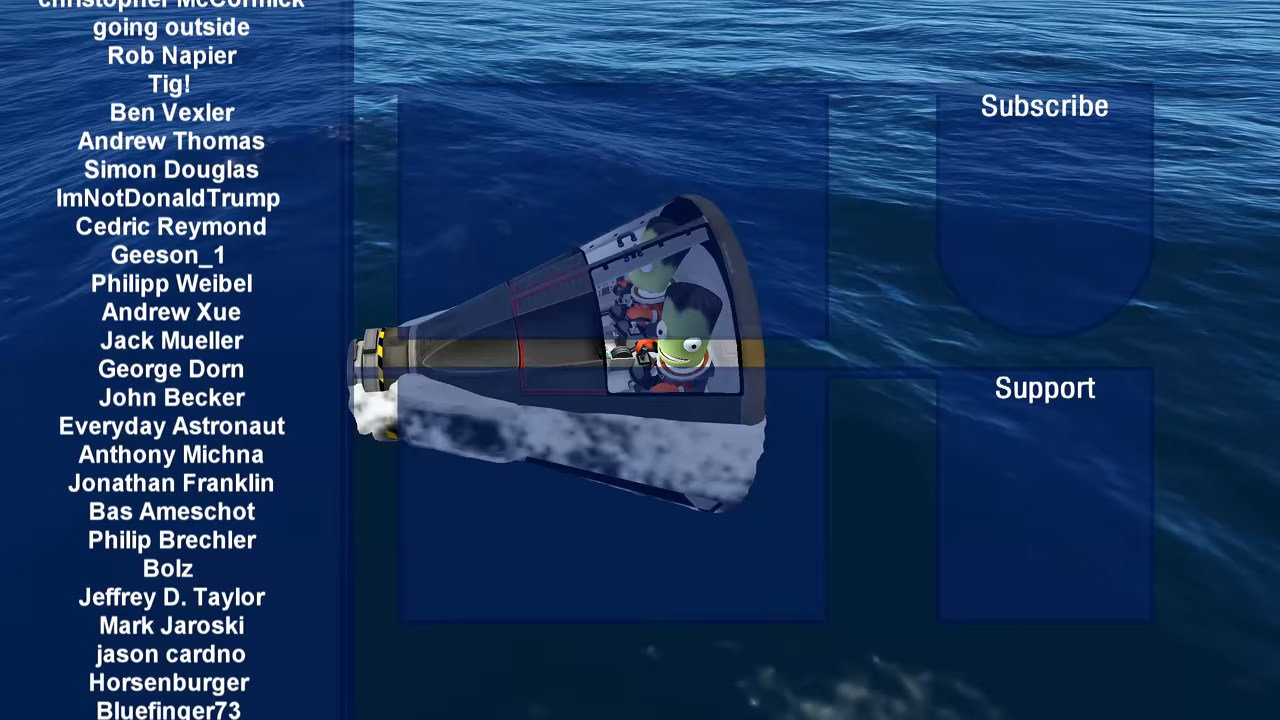 christopher McCormick
going outside
Rob Napier
Tig!
Ben Vexler
Andrew Thomas
Simon Douglas
ImNotDonaldTrump
Cedric Reymond
Geeson_1
Philipp Weibel
Andrew Xue
Jack Mueller
George Dorn
John Becker
Everyday Astronaut
Anthony Michna
Jonathan Franklin
Bas Ameschot
Philip Brechler
Bolz
Jeffrey D. Taylor
Mark Jaroski
jason cardno
Horsenburger
Bluefinger73
Subscribe
Support